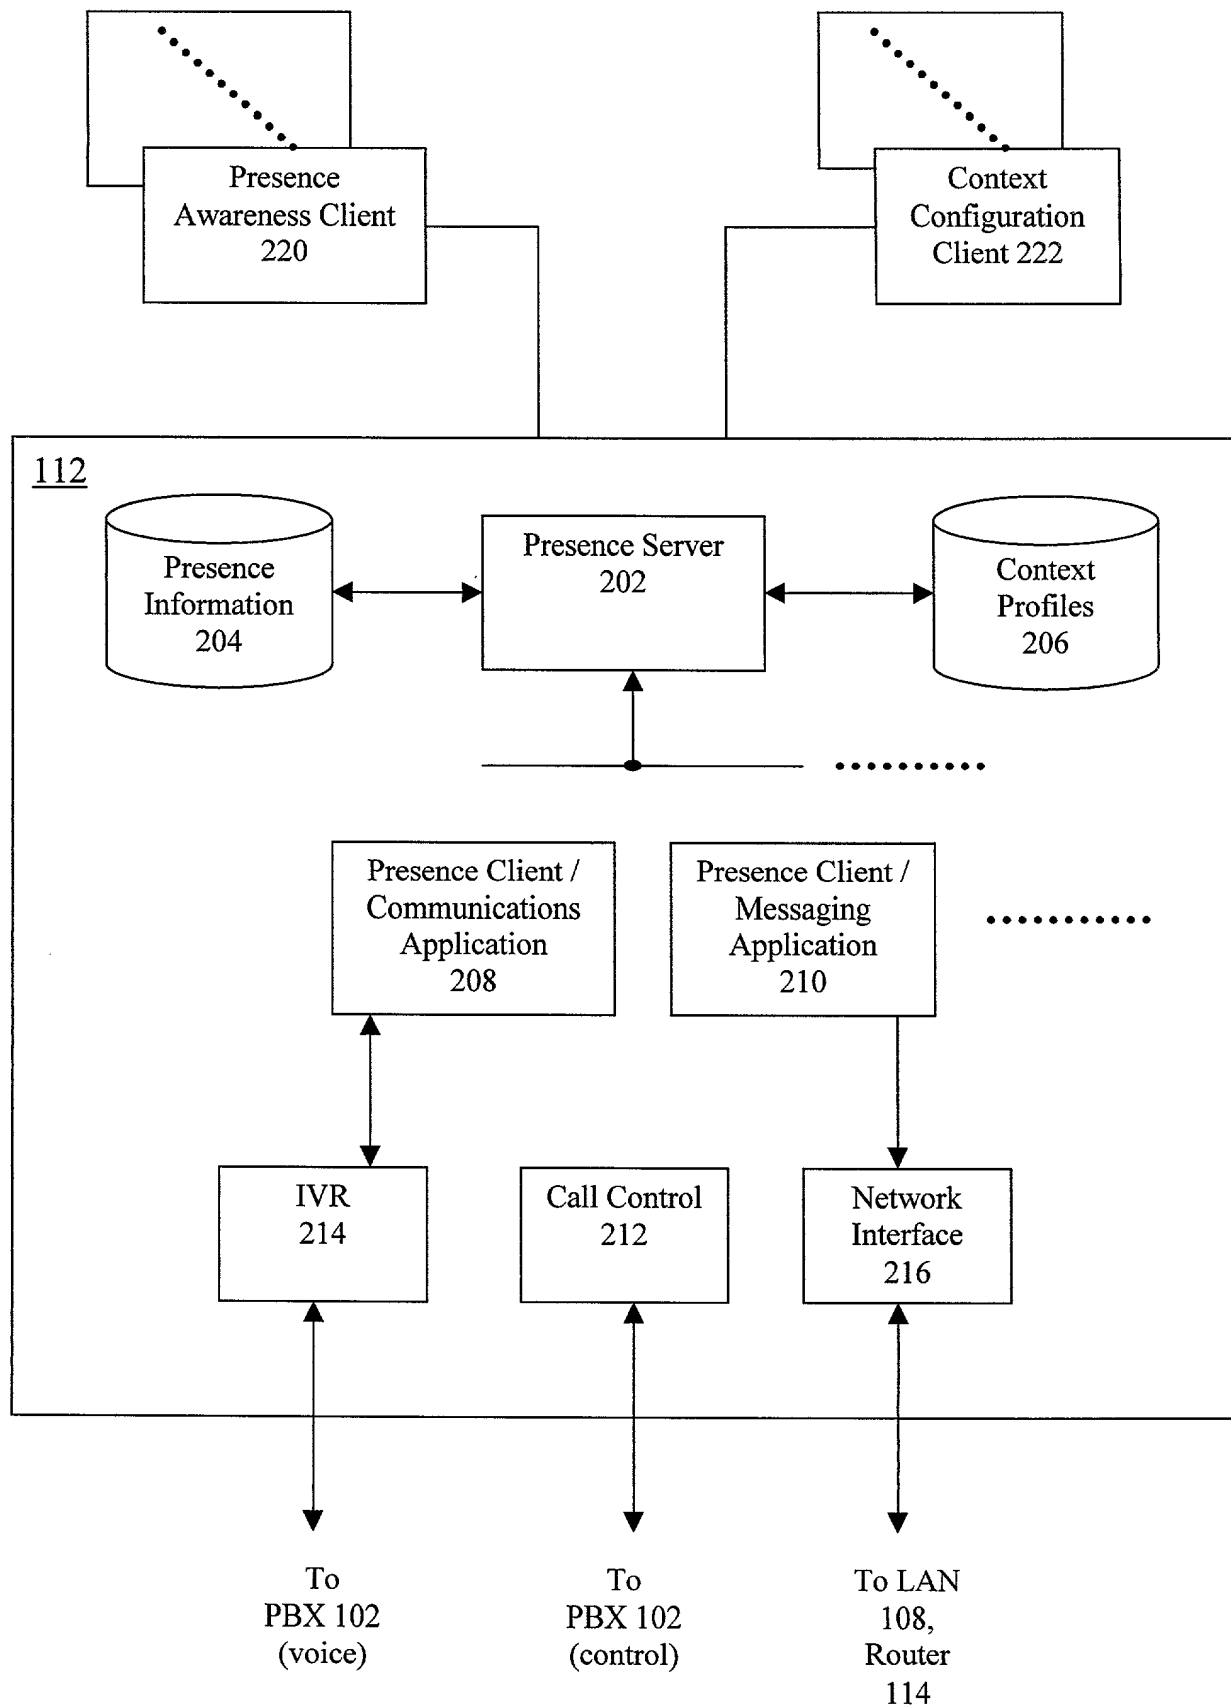 Presence
Awareness Client
220
Context
Configuration
Client 222
112
Presence
Information
204
Presence Server
202
Context
Profiles
206
Presence Client /
Communications
Application
208
Presence Client /
Messaging
Application
210
IVR
214
Call Control
212
Network
Interface
216
To
PBX 102
(voice)
To
PBX 102
(control)
To LAN
108,
Router
114